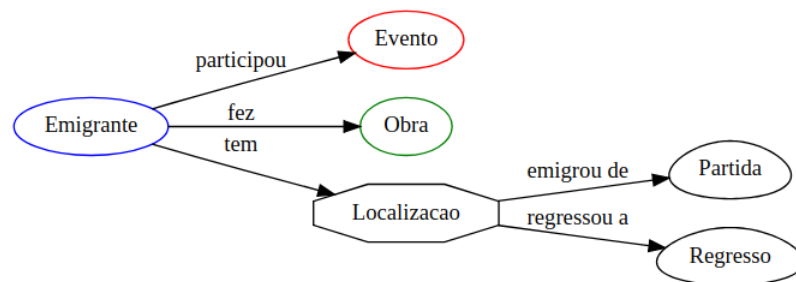 Evento
participou
Emigrante
fez
Obra
tem
Localizacao
emigrou de
Partida
regressou a
Regresso